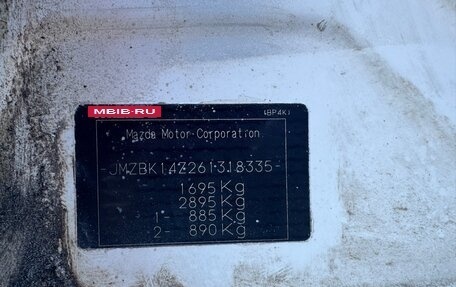 MBIB-RU
(BP4K)
Mazda Motor Corporation
JMZBK14Z261318335
1695 Kg
2895 Kg
1- 885 Kg
2- 890 Kg